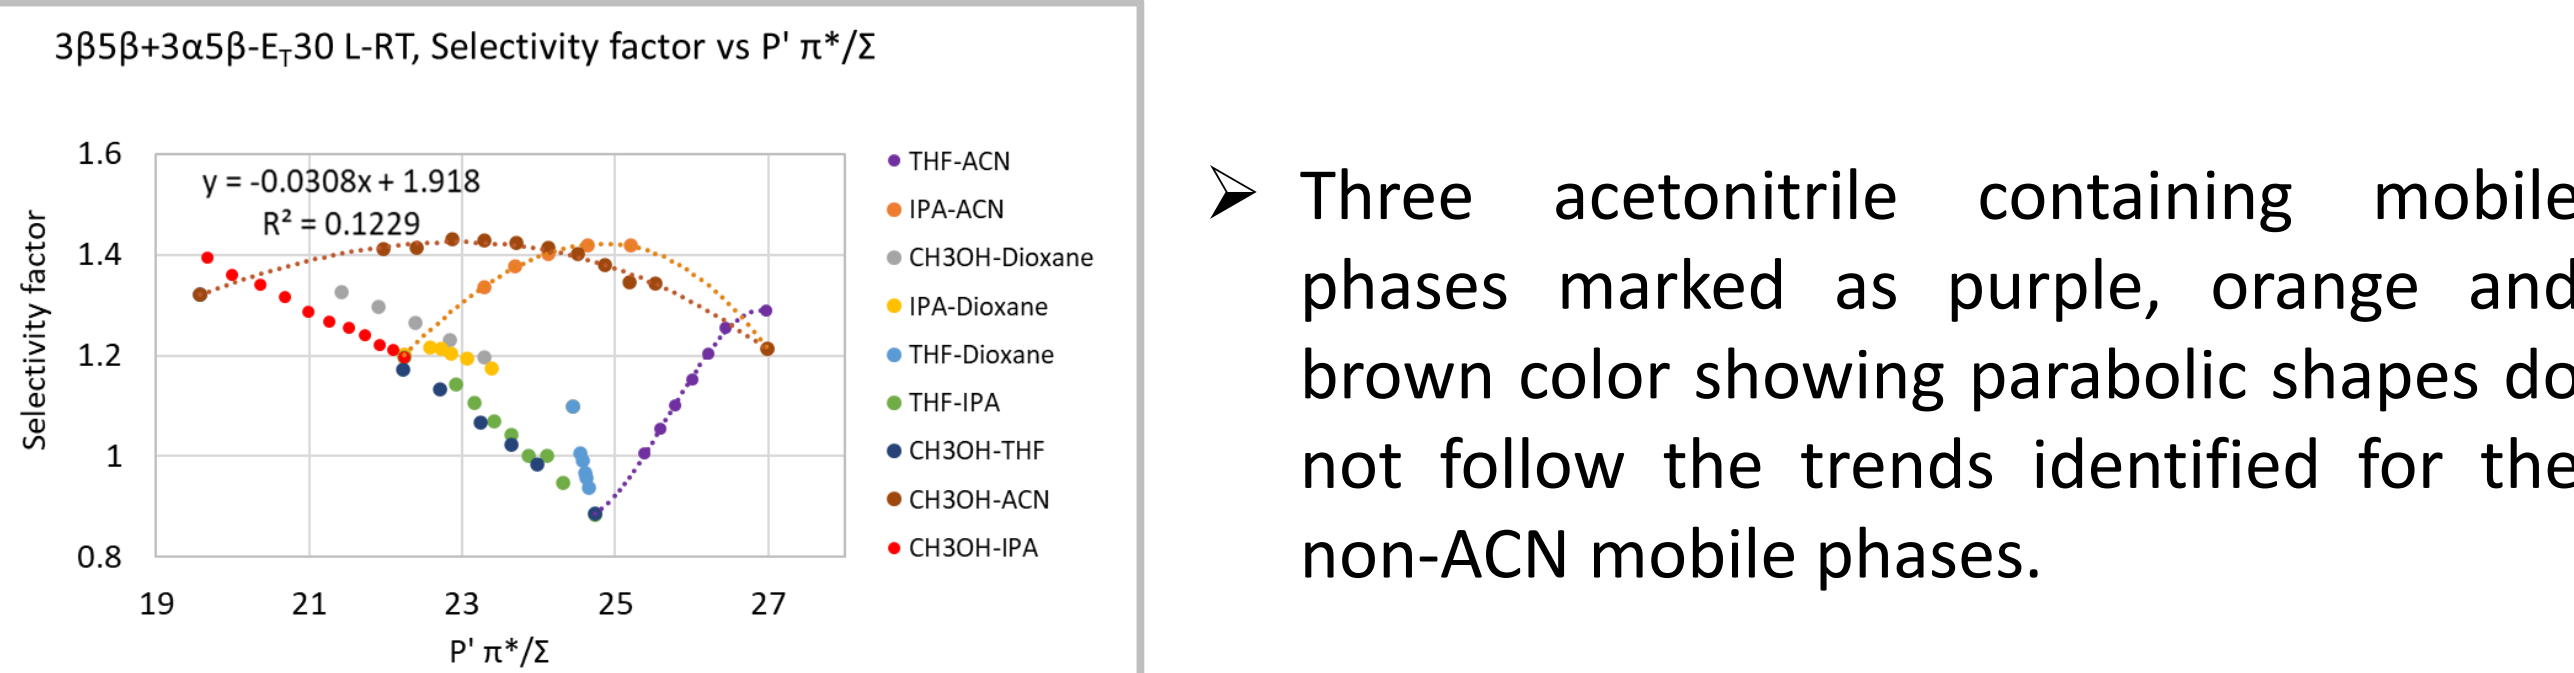 3β5β+3α5β-ET30 L-RT, Selectivity factor vs P' π*/Σ
1.6
1.4
1.2
1
0.8
Selectivity factor
y = -0.0308x + 1.918
R² = 0.1229
19 21 23 25 27
P' π*/Σ
THF-ACN
IPA-ACN
CH3OH-Dioxane
IPA-Dioxane
THF-Dioxane
THF-IPA
CH3OH-THF
CH3OH-ACN
CH3OH-IPA
➢ Three acetonitrile containing mobile
phases marked as purple, orange and
brown color showing parabolic shapes do
not follow the trends identified for the
non-ACN mobile phases.